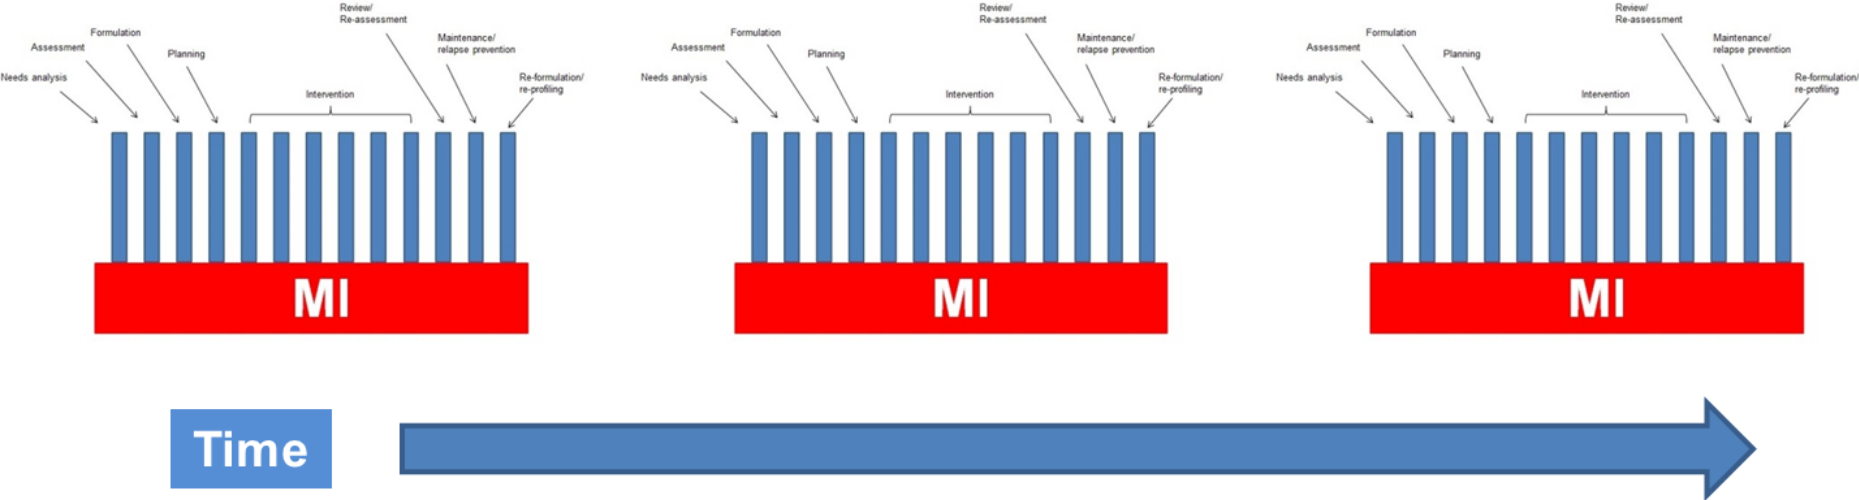 Review/
Re-assessment
Formulation
Maintenance/
relapse prevention
Assessment
Planning
Needs analysis
Re-formulation/
re-profiling
Intervention
MI
Review/
Re-assessment
Formulation
Maintenance/
relapse prevention
Assessment
Planning
Needs analysis
Re-formulation/
re-profiling
Intervention
MI
Review/
Re-assessment
Formulation
Maintenance/
relapse prevention
Assessment
Planning
Needs analysis
Re-formulation/
re-profiling
Intervention
MI
Time